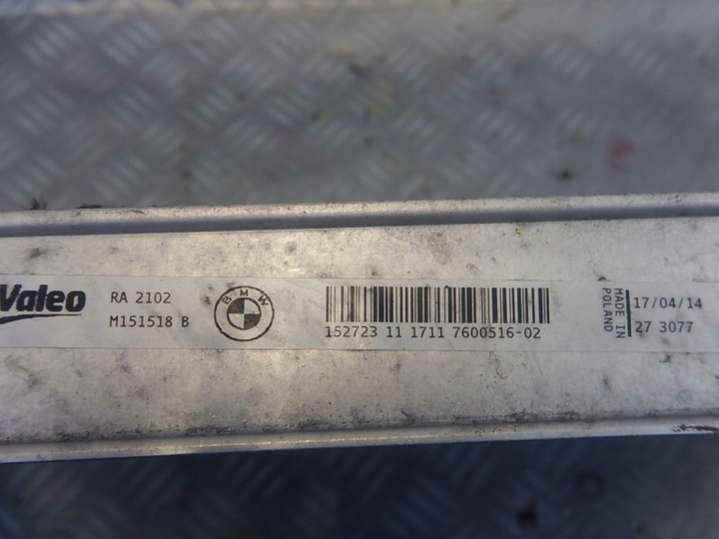 Valeo
RA 2102
M151518 B
BMW
152723 11 1711 7600516-02
MADE IN
POLAND
17/04/14
27 3077